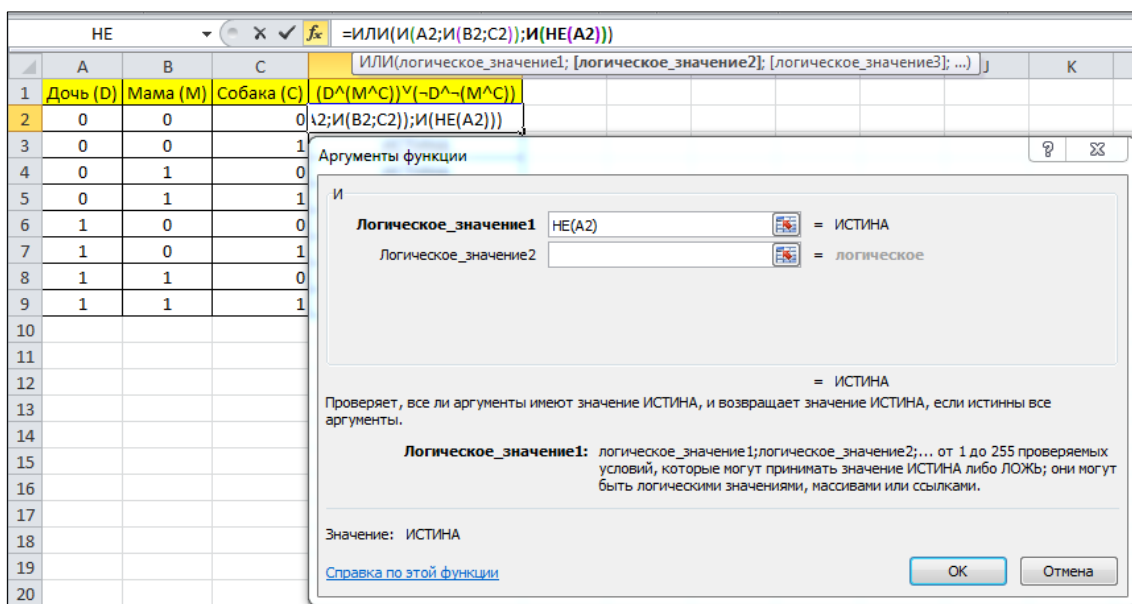 НЕ fx =ИЛИ(И(A2;И(B2;C2));И(НЕ(A2)))
ИЛИ(логическое_значение1; [логическое_значение2]; [логическое_значение3]; ...)
A B C J K
1 Дочь (D) Мама (M) Собака (C) (D^(M^C))˅(¬D^¬(M^C))
2 0 0 0 A2;И(B2;C2));И(НЕ(A2)))
3 0 0 1
4 0 1 0
5 0 1 1
6 1 0 0
7 1 0 1
8 1 1 0
9 1 1 1
10
11
12
13
14
15
16
17
18
19
20
Аргументы функции
И
Логическое_значение1 НЕ(A2) = ИСТИНА
Логическое_значение2 = логическое
= ИСТИНА
Проверяет, все ли аргументы имеют значение ИСТИНА, и возвращает значение ИСТИНА, если истинны все
аргументы.
Логическое_значение1: логическое_значение1;логическое_значение2;... от 1 до 255 проверяемых
условий, которые могут принимать значение ИСТИНА либо ЛОЖЬ; они могут
быть логическими значениями, массивами или ссылками.
Значение: ИСТИНА
Справка по этой функции
ОК Отмена